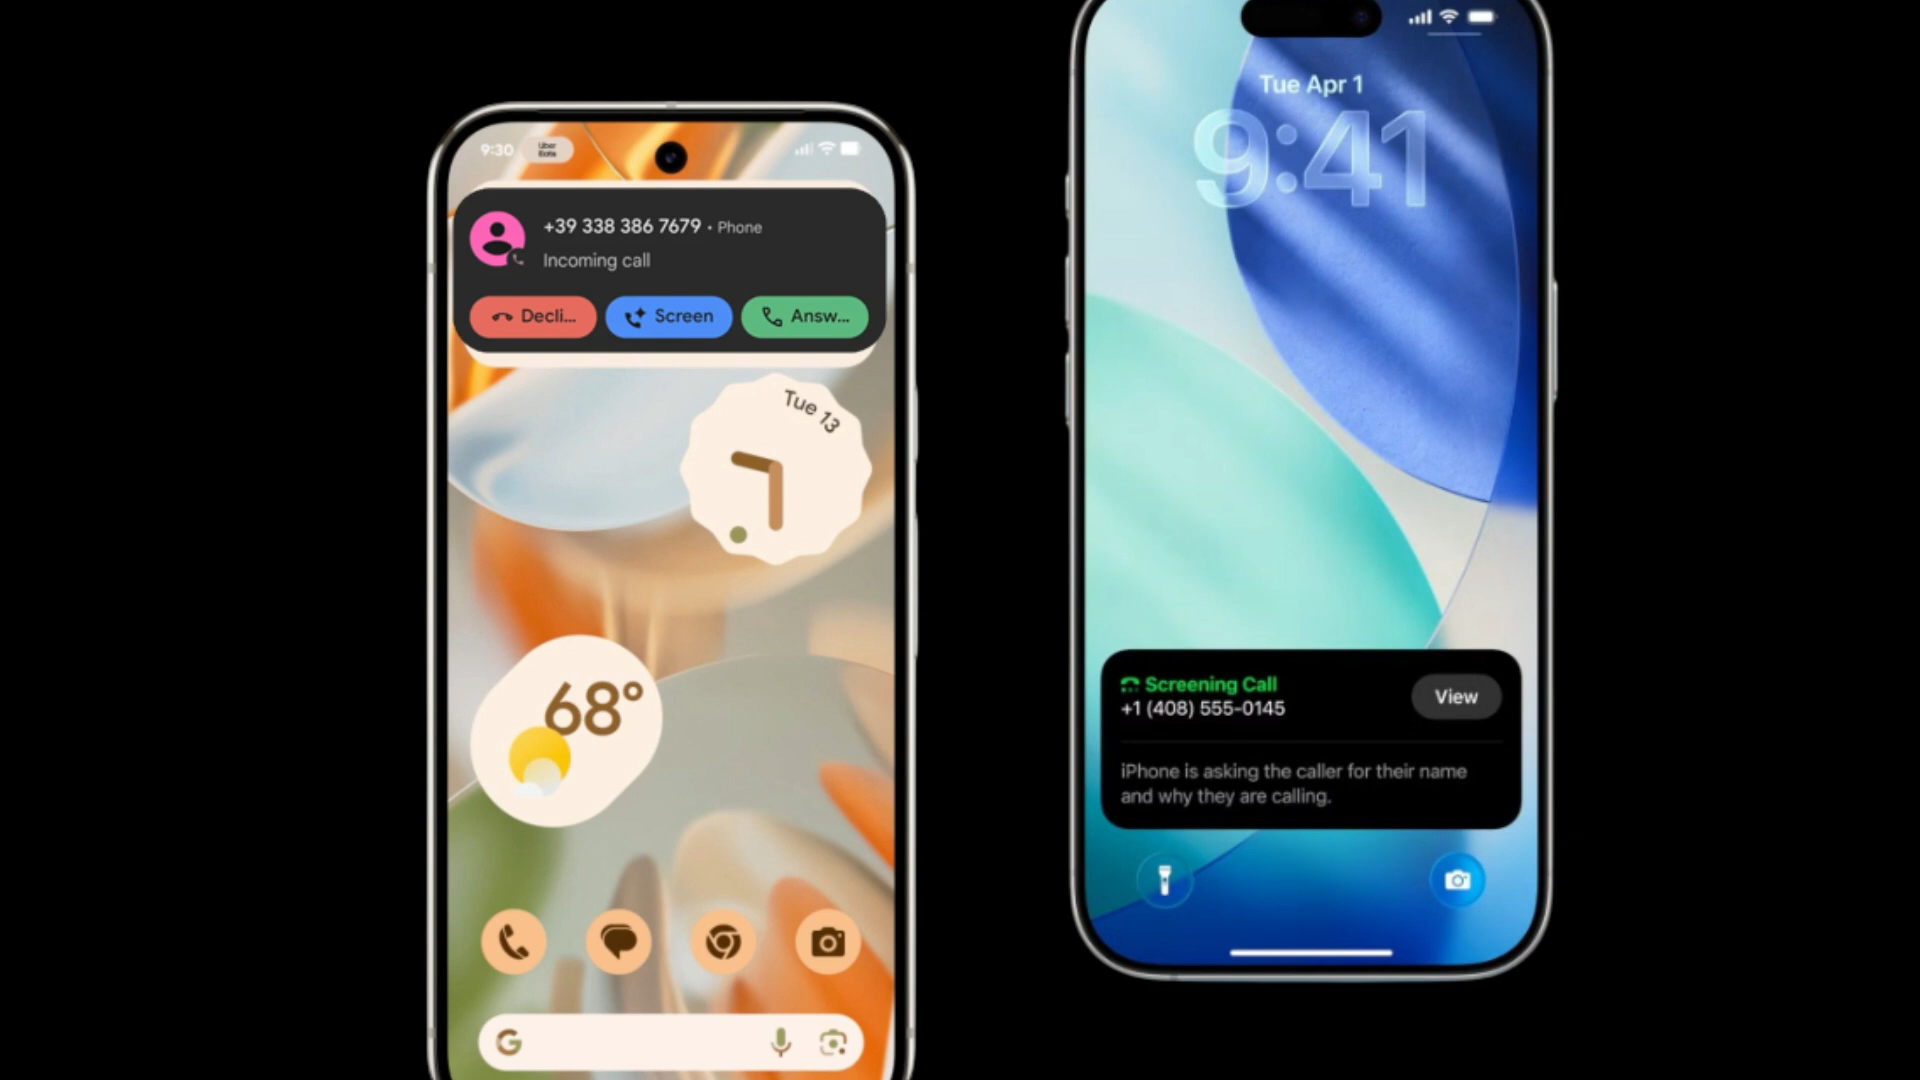 9:30
Uber
Eats
+39 338 386 7679 • Phone
Incoming call
Decli...
Screen
Answ...
Tue 13
68°
G
Tue Apr 1
9:41
Screening Call
+1 (408) 555-0145
View
iPhone is asking the caller for their name
and why they are calling.